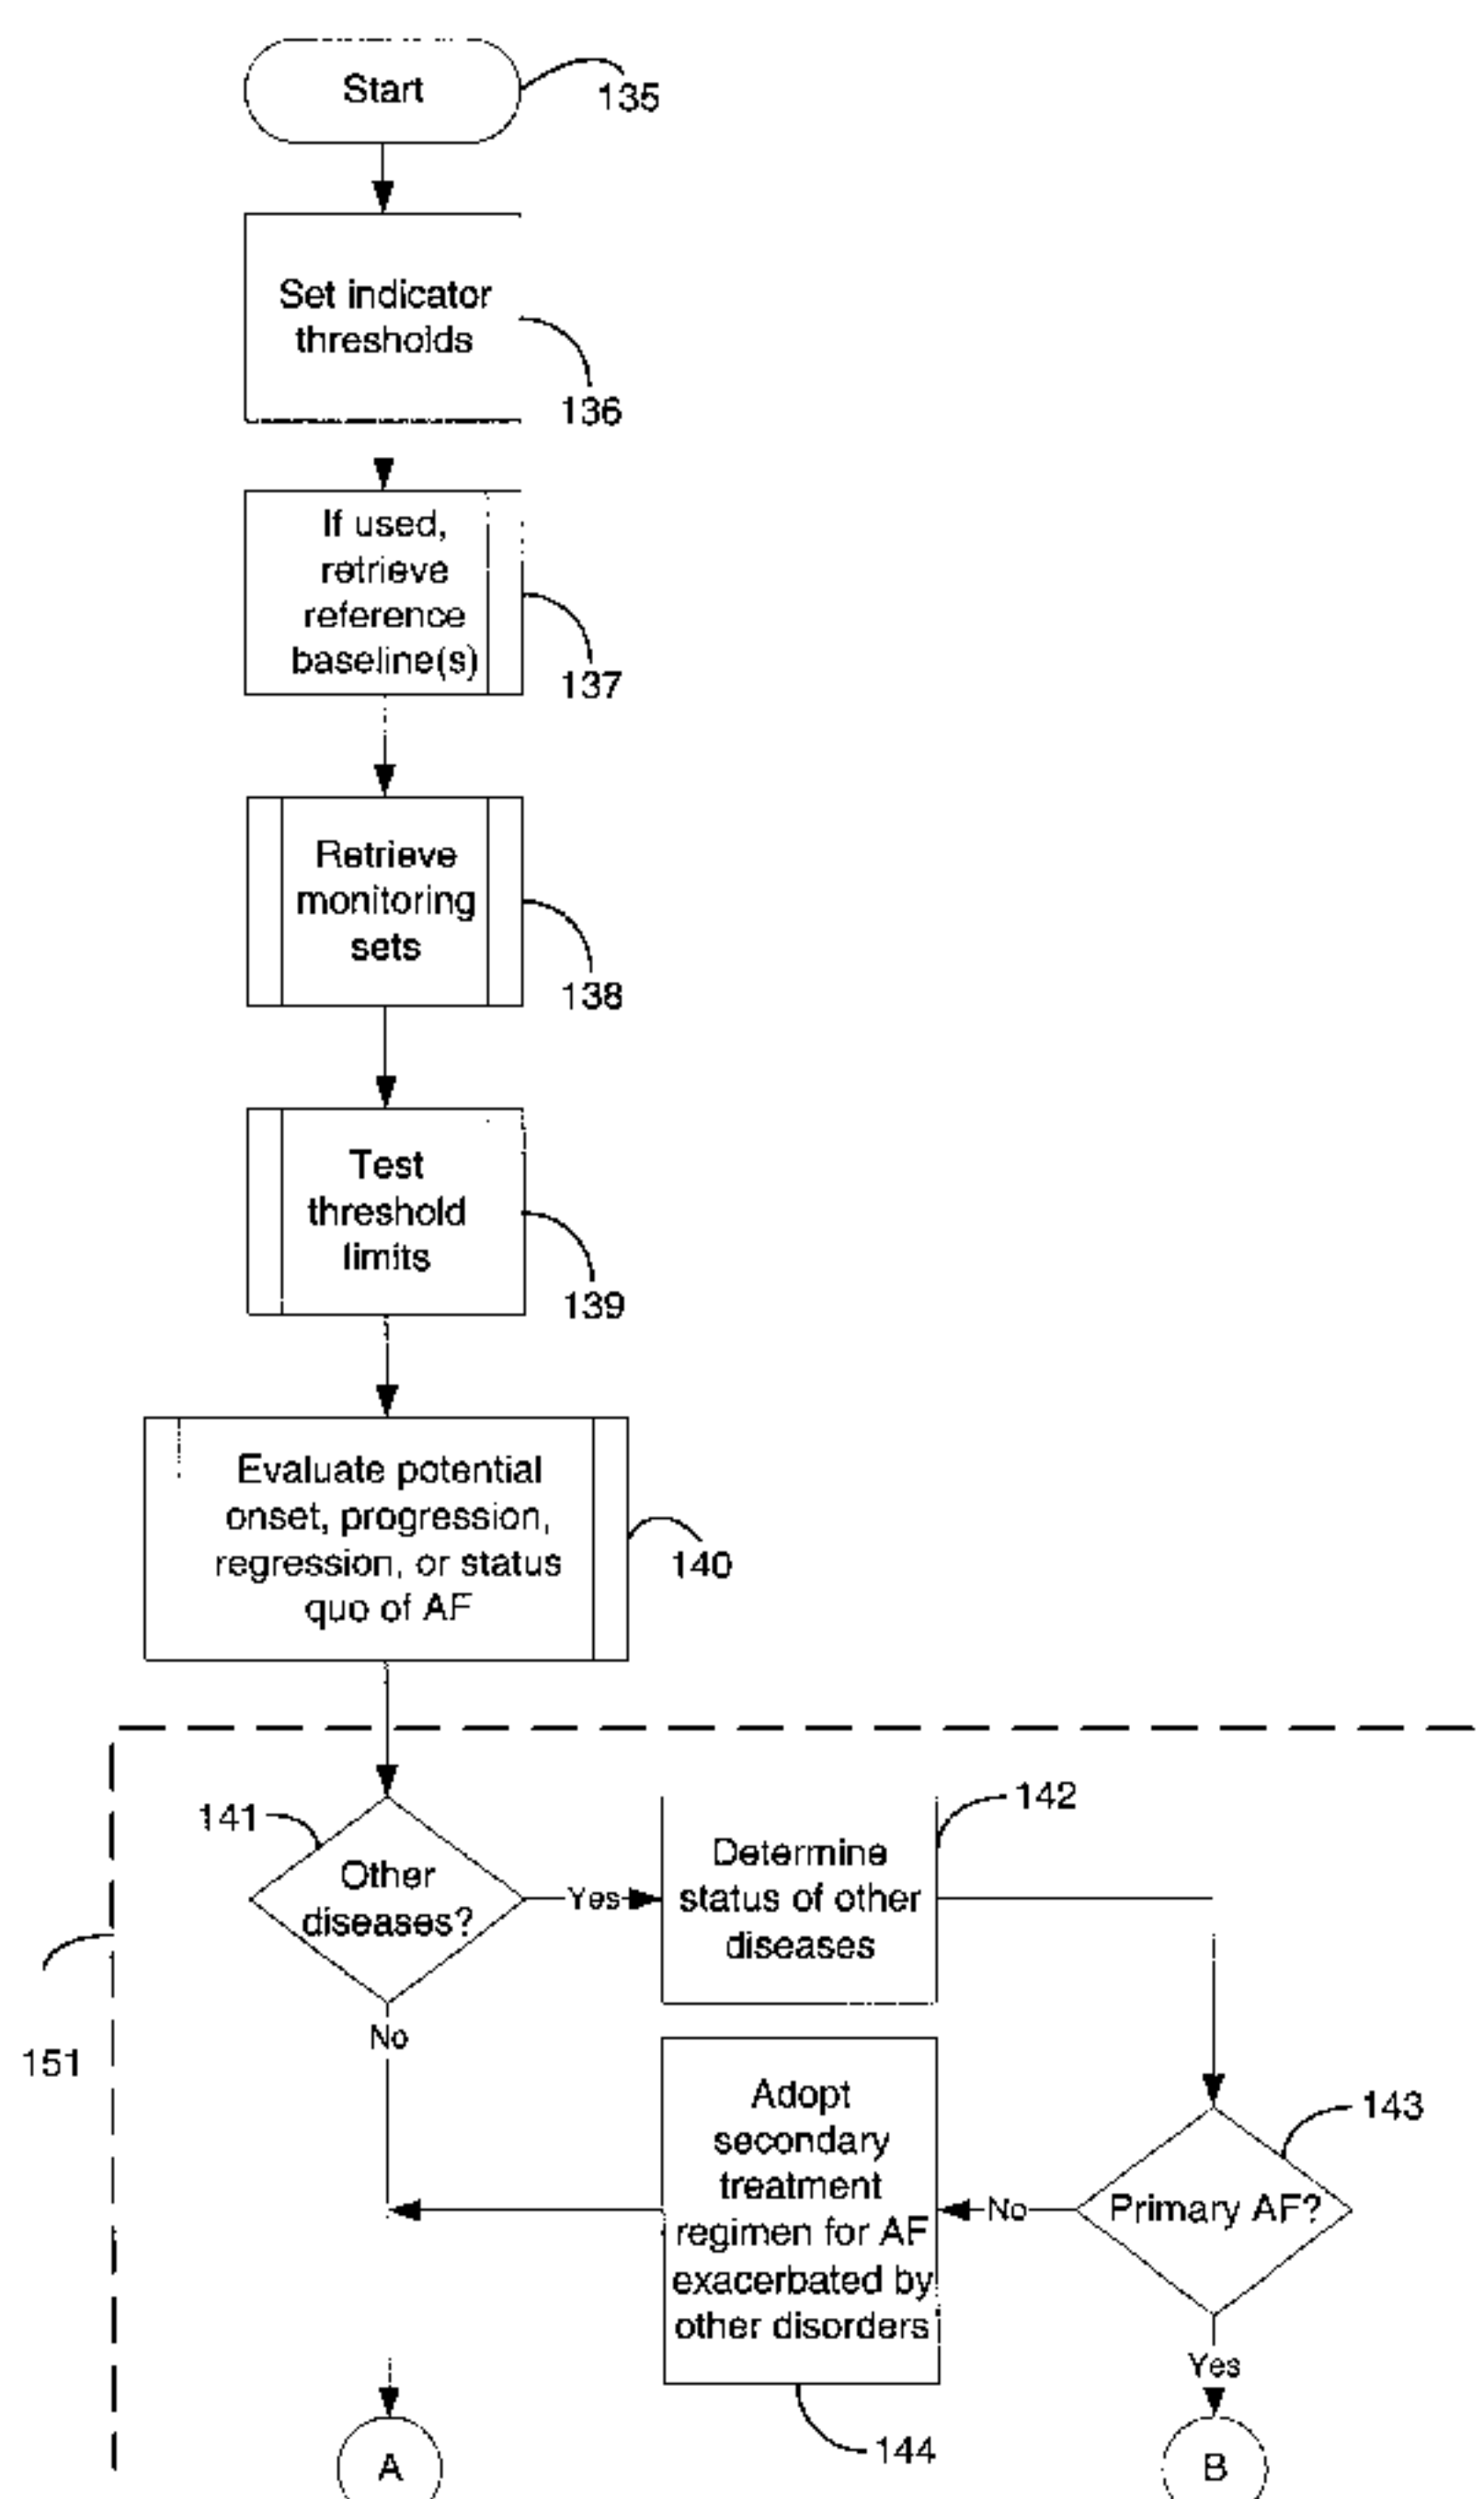 Start
135
Set indicator
thresholds
136
If used,
retrieve
reference
baseline(s)
137
Retrieve
monitoring
sets
138
Test
threshold
limits
139
Evaluate potential
onset, progression,
regression, or status
quo of AF
140
141
Other
diseases?
Yes
Determine
status of other
diseases
142
No
151
Adopt
secondary
treatment
regimen for AF
exacerbated by
other disorders
144
No
Primary AF?
143
Yes
A
B